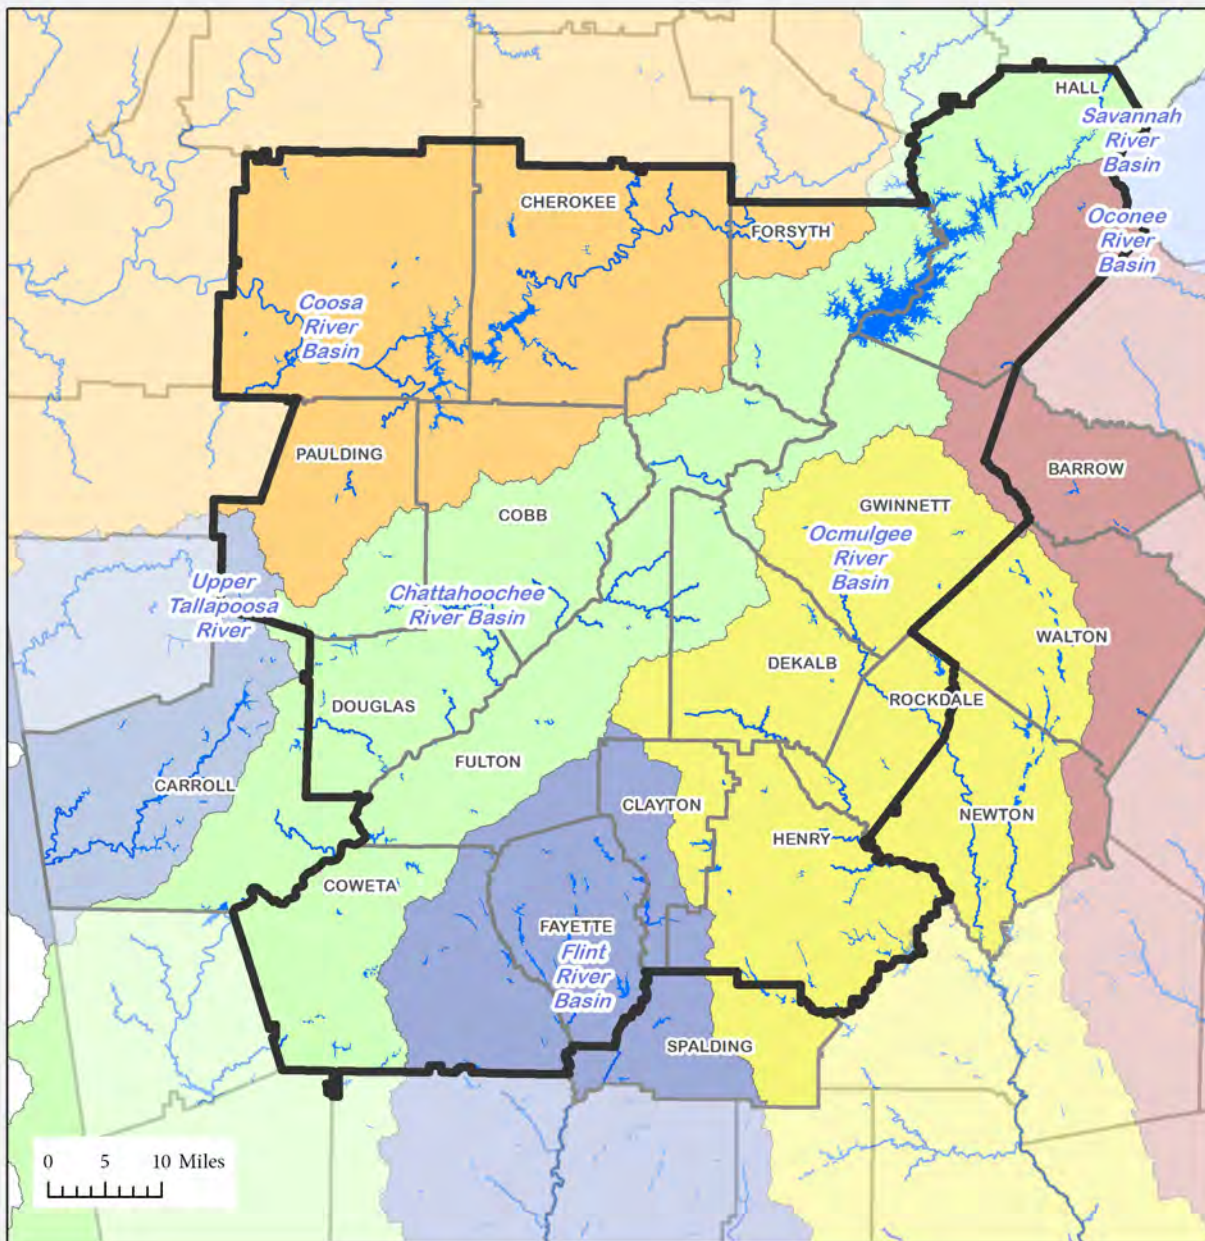 HALL
Savannah
River
Basin
CHEROKEE
FORSYTH
Oconee
River
Basin
Coosa
River
Basin
PAULDING
BARROW
COBB
GWINNETT
Ocmulgee
River
Basin
Upper
Tallapoosa
River
Chattahoochee
River Basin
WALTON
DEKALB
ROCKDALE
DOUGLAS
FULTON
CARROLL
CLAYTON
NEWTON
HENRY
COWETA
FAYETTE
Flint
River
Basin
SPALDING
0 5 10 Miles